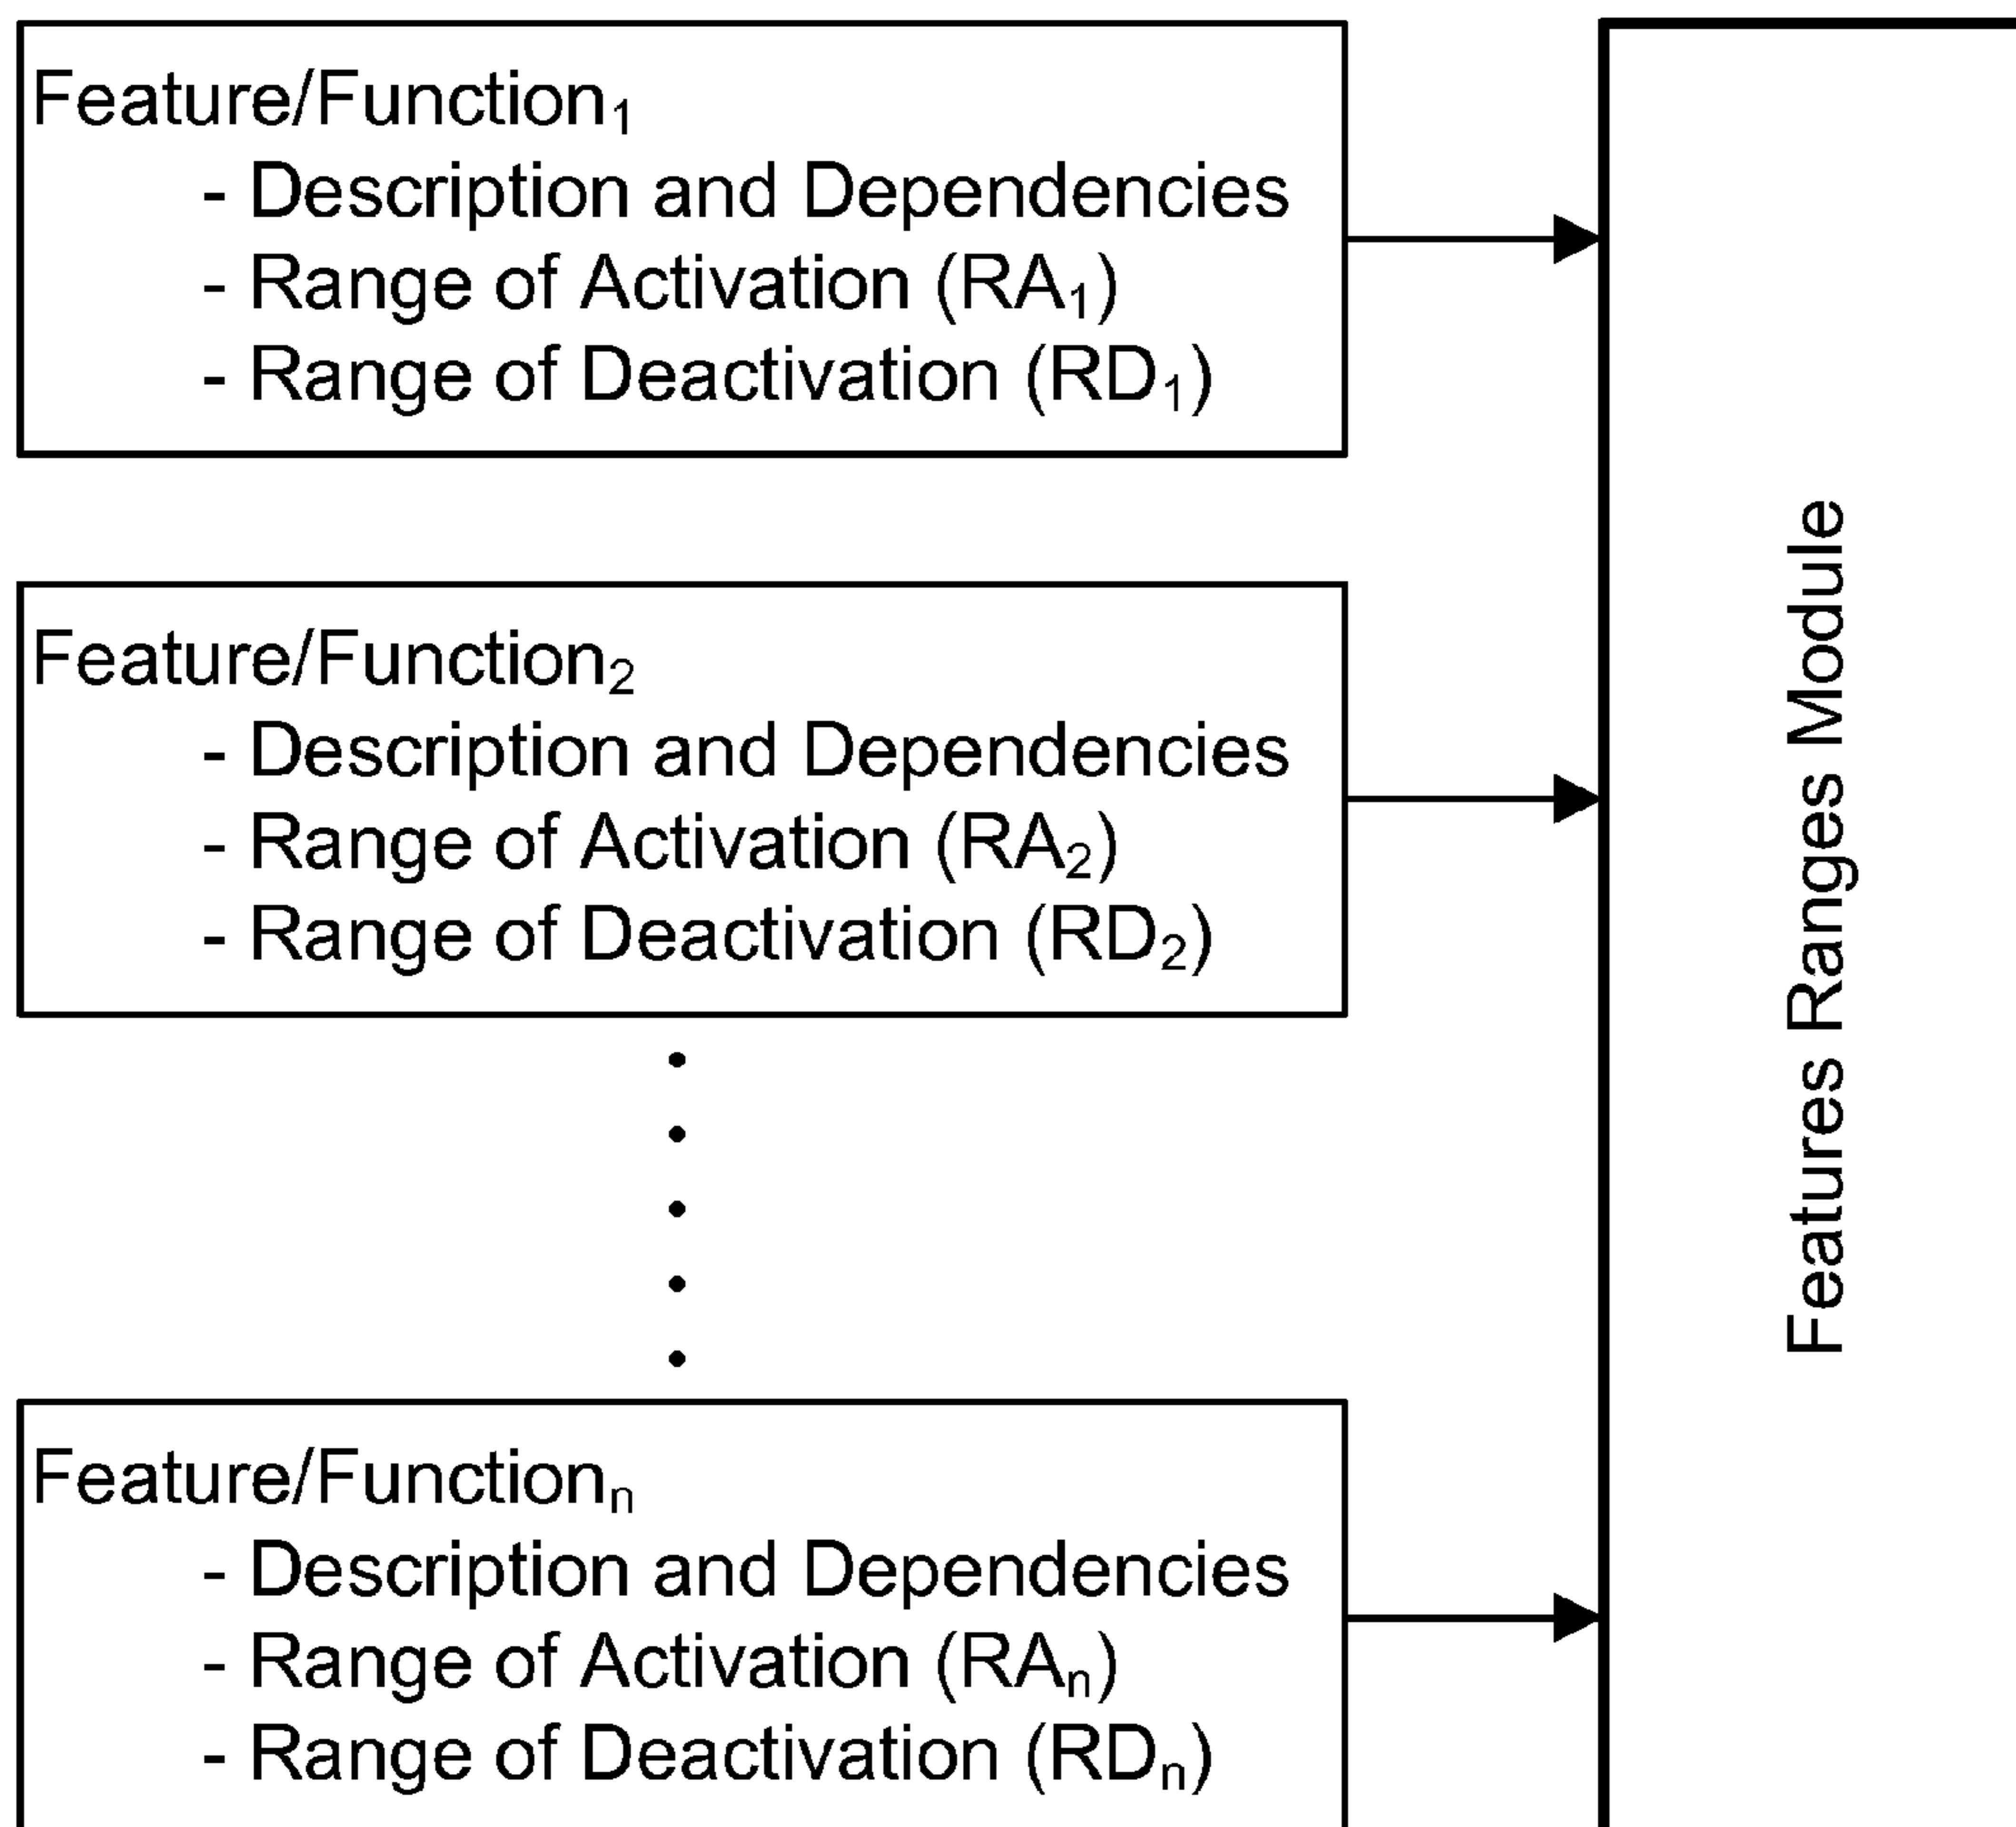 Feature/Function₁
- Description and Dependencies
- Range of Activation (RA₁)
- Range of Deactivation (RD₁)
Feature/Function₂
- Description and Dependencies
- Range of Activation (RA₂)
- Range of Deactivation (RD₂)
Feature/Functionₙ
- Description and Dependencies
- Range of Activation (RAₙ)
- Range of Deactivation (RDₙ)
Features Ranges Module